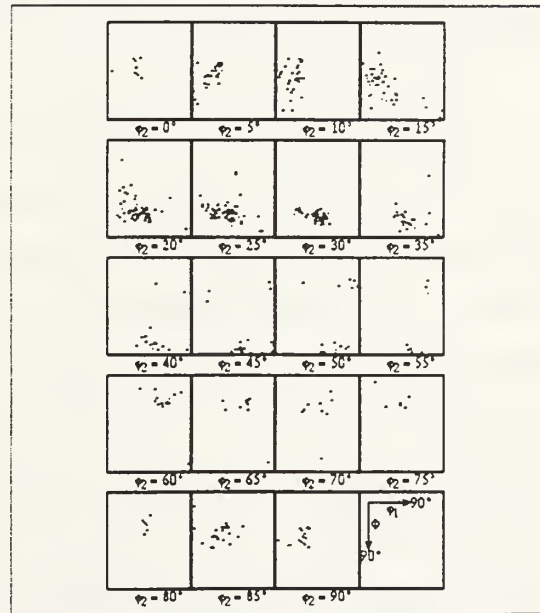 φ2= 0° φ2= 5° φ2= 10° φ2= 15°
φ2= 20° φ2= 25° φ2= 30° φ2= 35°
φ2= 40° φ2= 45° φ2= 50° φ2= 55°
φ2= 60° φ2= 65° φ2= 70° φ2= 75°
90°
φ1
Φ
90°
φ2= 80° φ2= 85° φ2= 90°